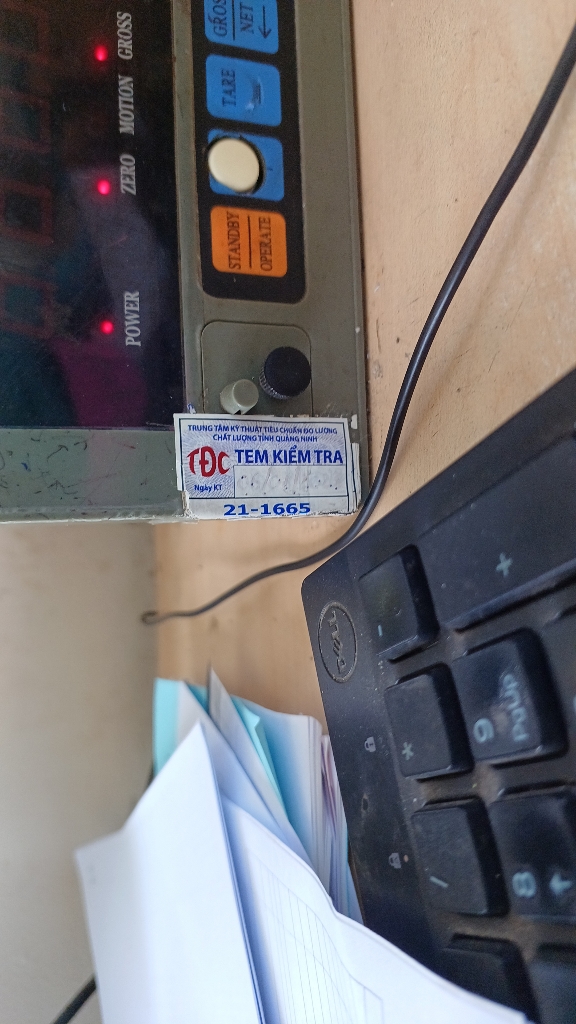 GROSS
MOTION
ZERO
POWER
GROS
NET
TARE
STANDBY
OPERATE
TRUNG TÂM KỸ THUẬT TIÊU CHUẨN ĐO LƯỜNG
CHẤT LƯỢNG TỈNH QUẢNG NINH
TĐC TEM KIỂM TRA
Ngày KT
21-1665
DELL
-
+
*
9
PgUp
/
8